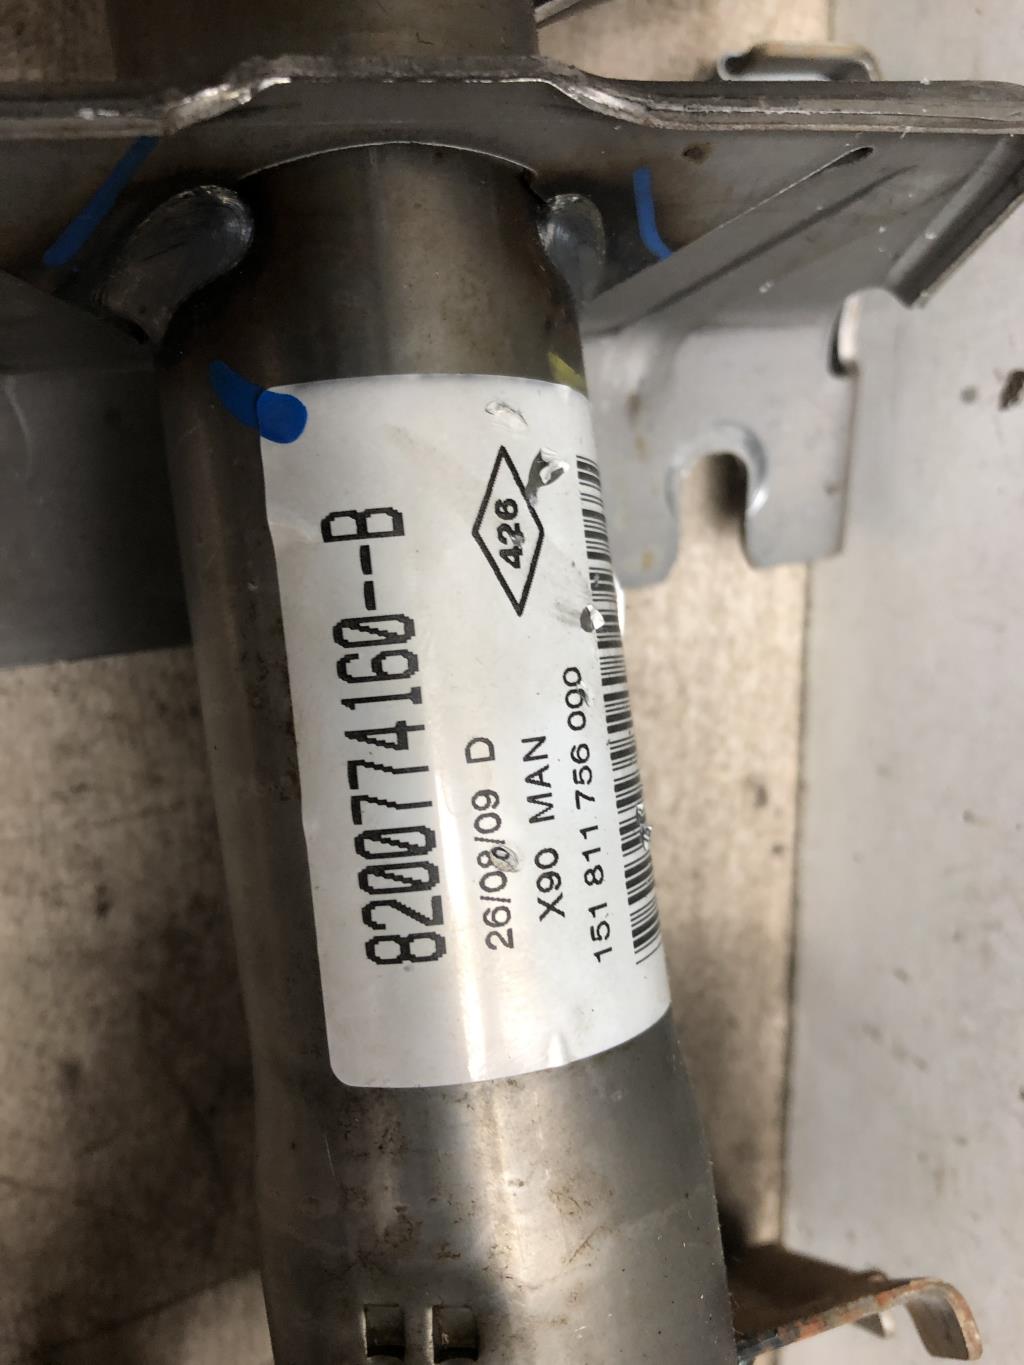 426
8200774160--B
26/08/09 D
X90 MAN
151 811 756 090